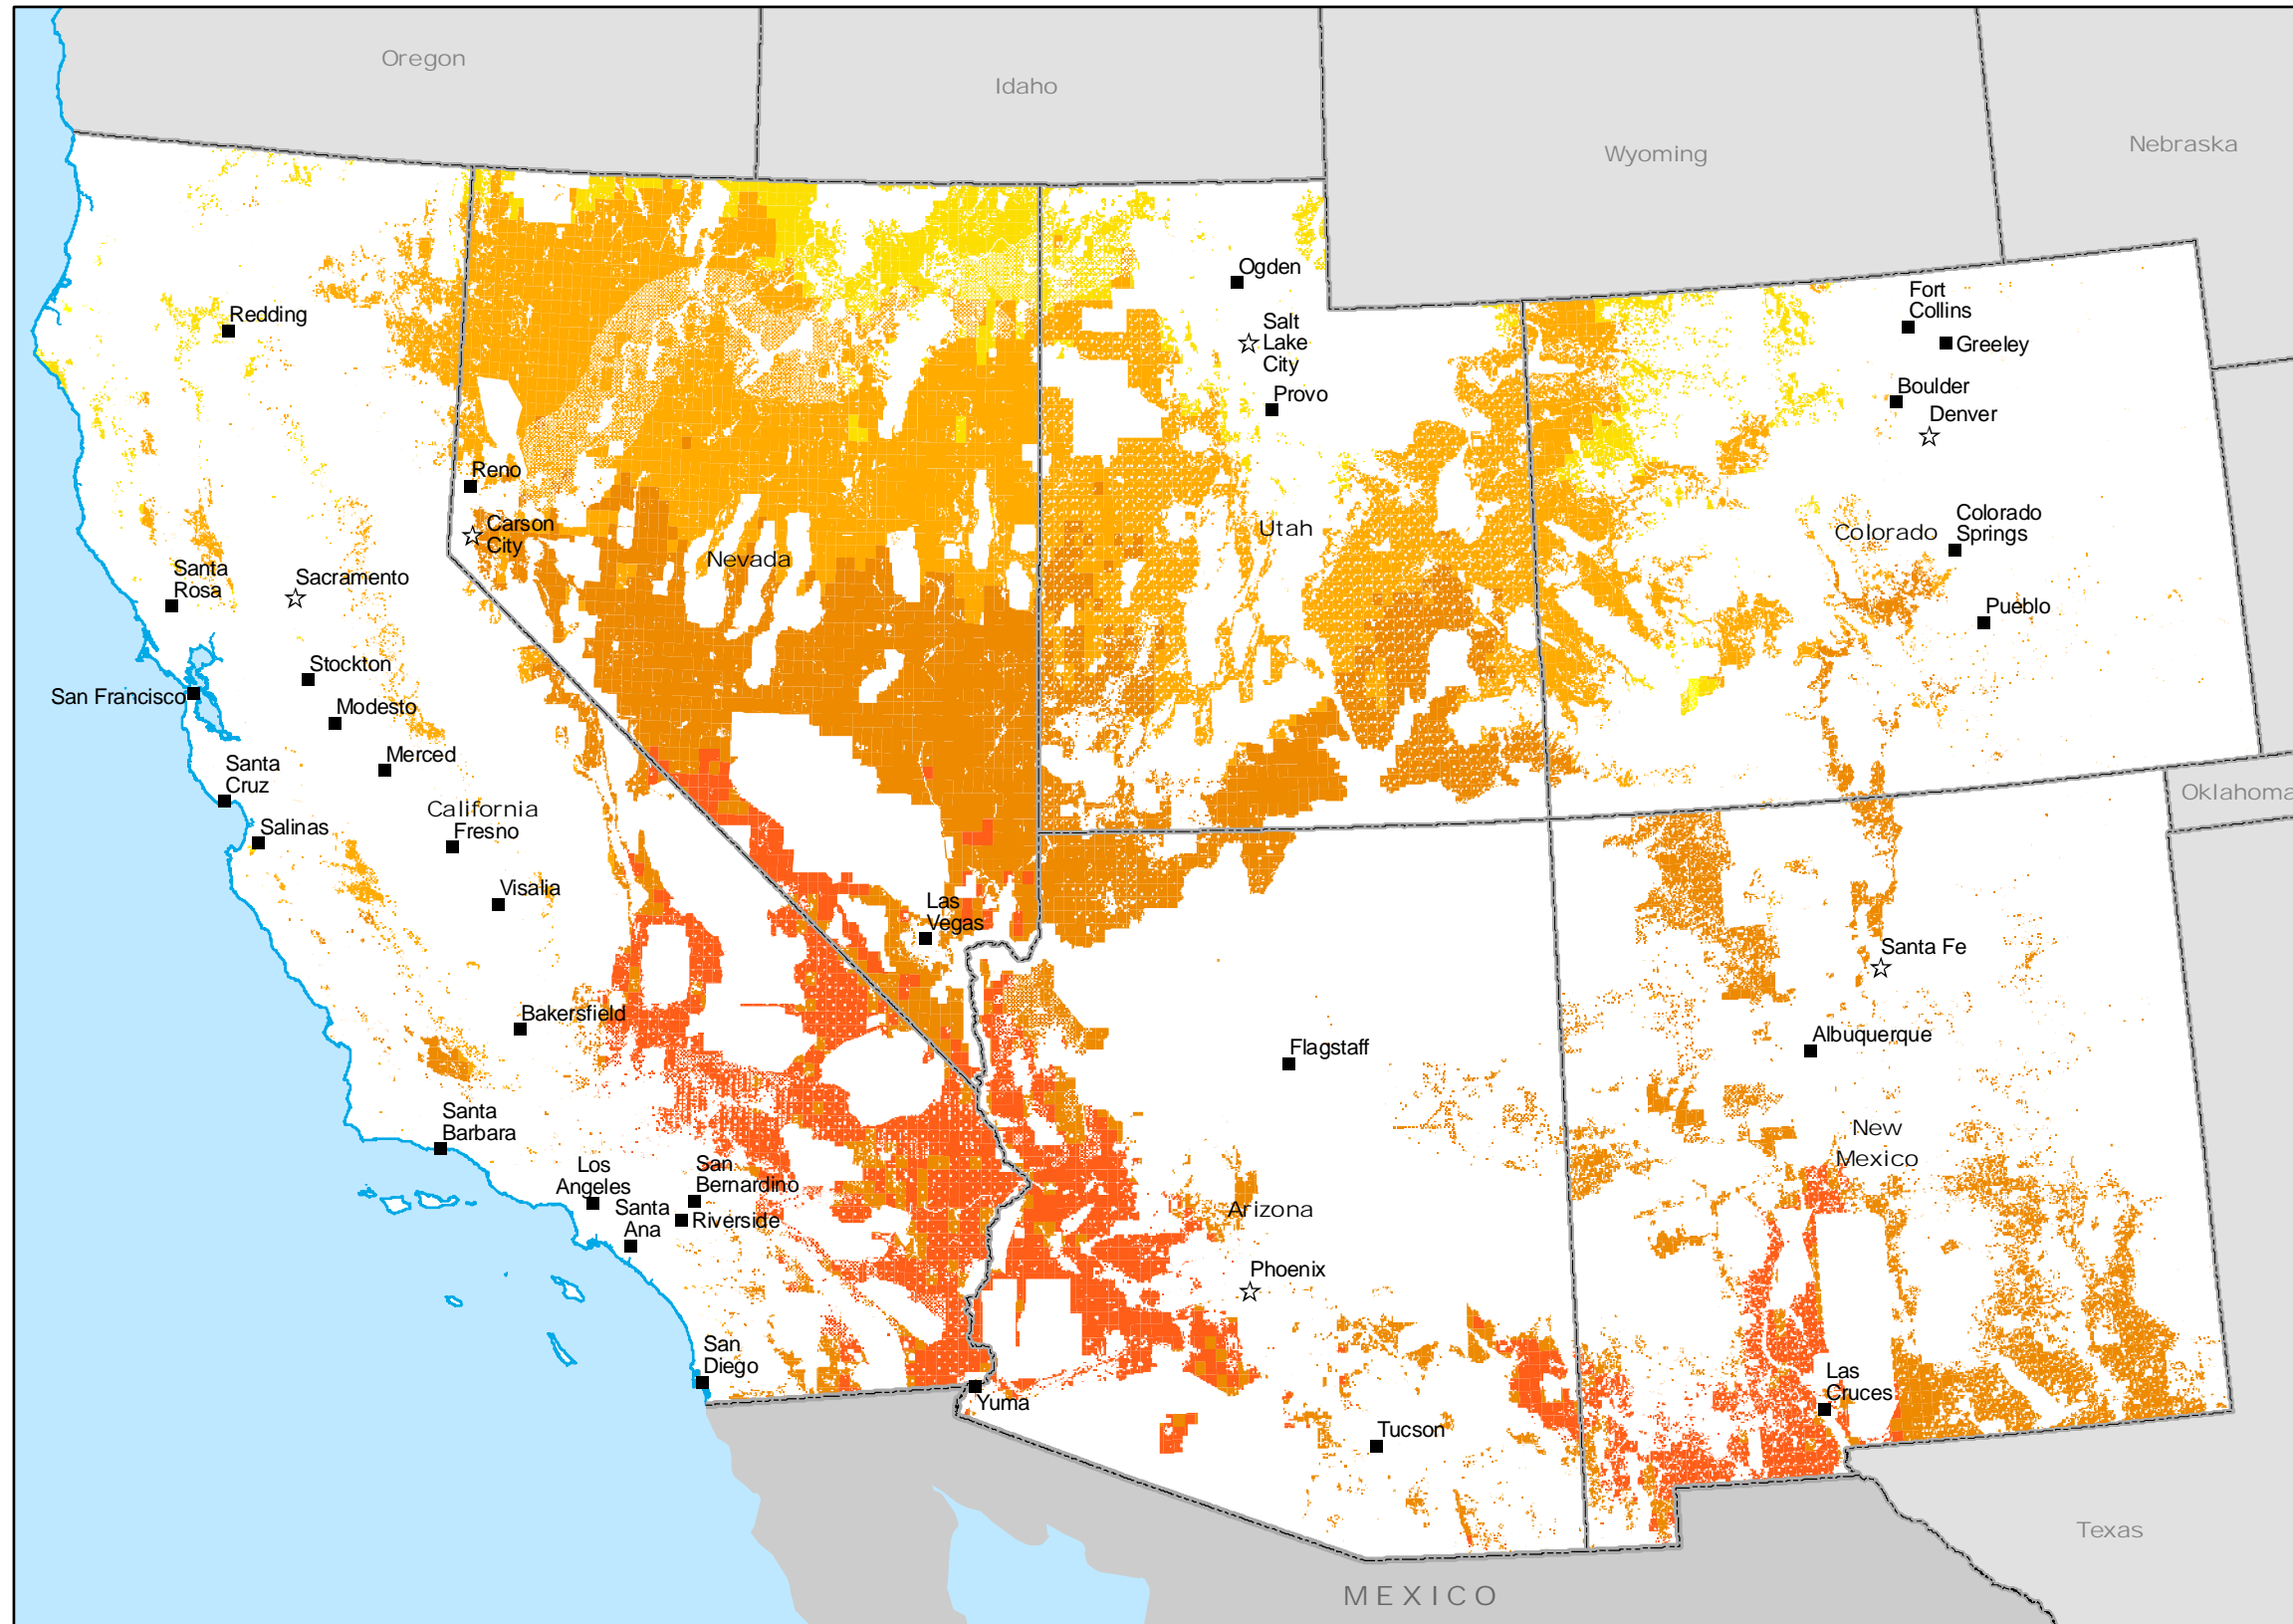 Oregon
Idaho
Wyoming
Nebraska
Ogden
Fort
Collins
Redding
Salt
Lake
City
Greeley
Provo
Boulder
Denver
Reno
Carson
City
Nevada
Utah
Colorado
Colorado
Springs
Santa
Rosa
Sacramento
Pueblo
Stockton
San Francisco
Modesto
Merced
Santa
Cruz
Oklahoma
California
Fresno
Salinas
Visalia
Las
Vegas
Santa Fe
Bakersfield
Flagstaff
Albuquerque
Santa
Barbara
New
Mexico
Los
Angeles
San
Bernardino
Santa
Ana
Riverside
Arizona
Phoenix
San
Diego
Yuma
Las
Cruces
Tucson
Texas
MEXICO